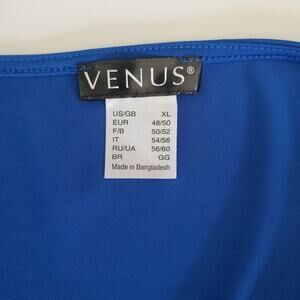 VENUS®
US/GB XL
EUR 48/50
F/B 50/52
IT 54/56
RU/UA 56/60
BR GG
Made in Bangladesh